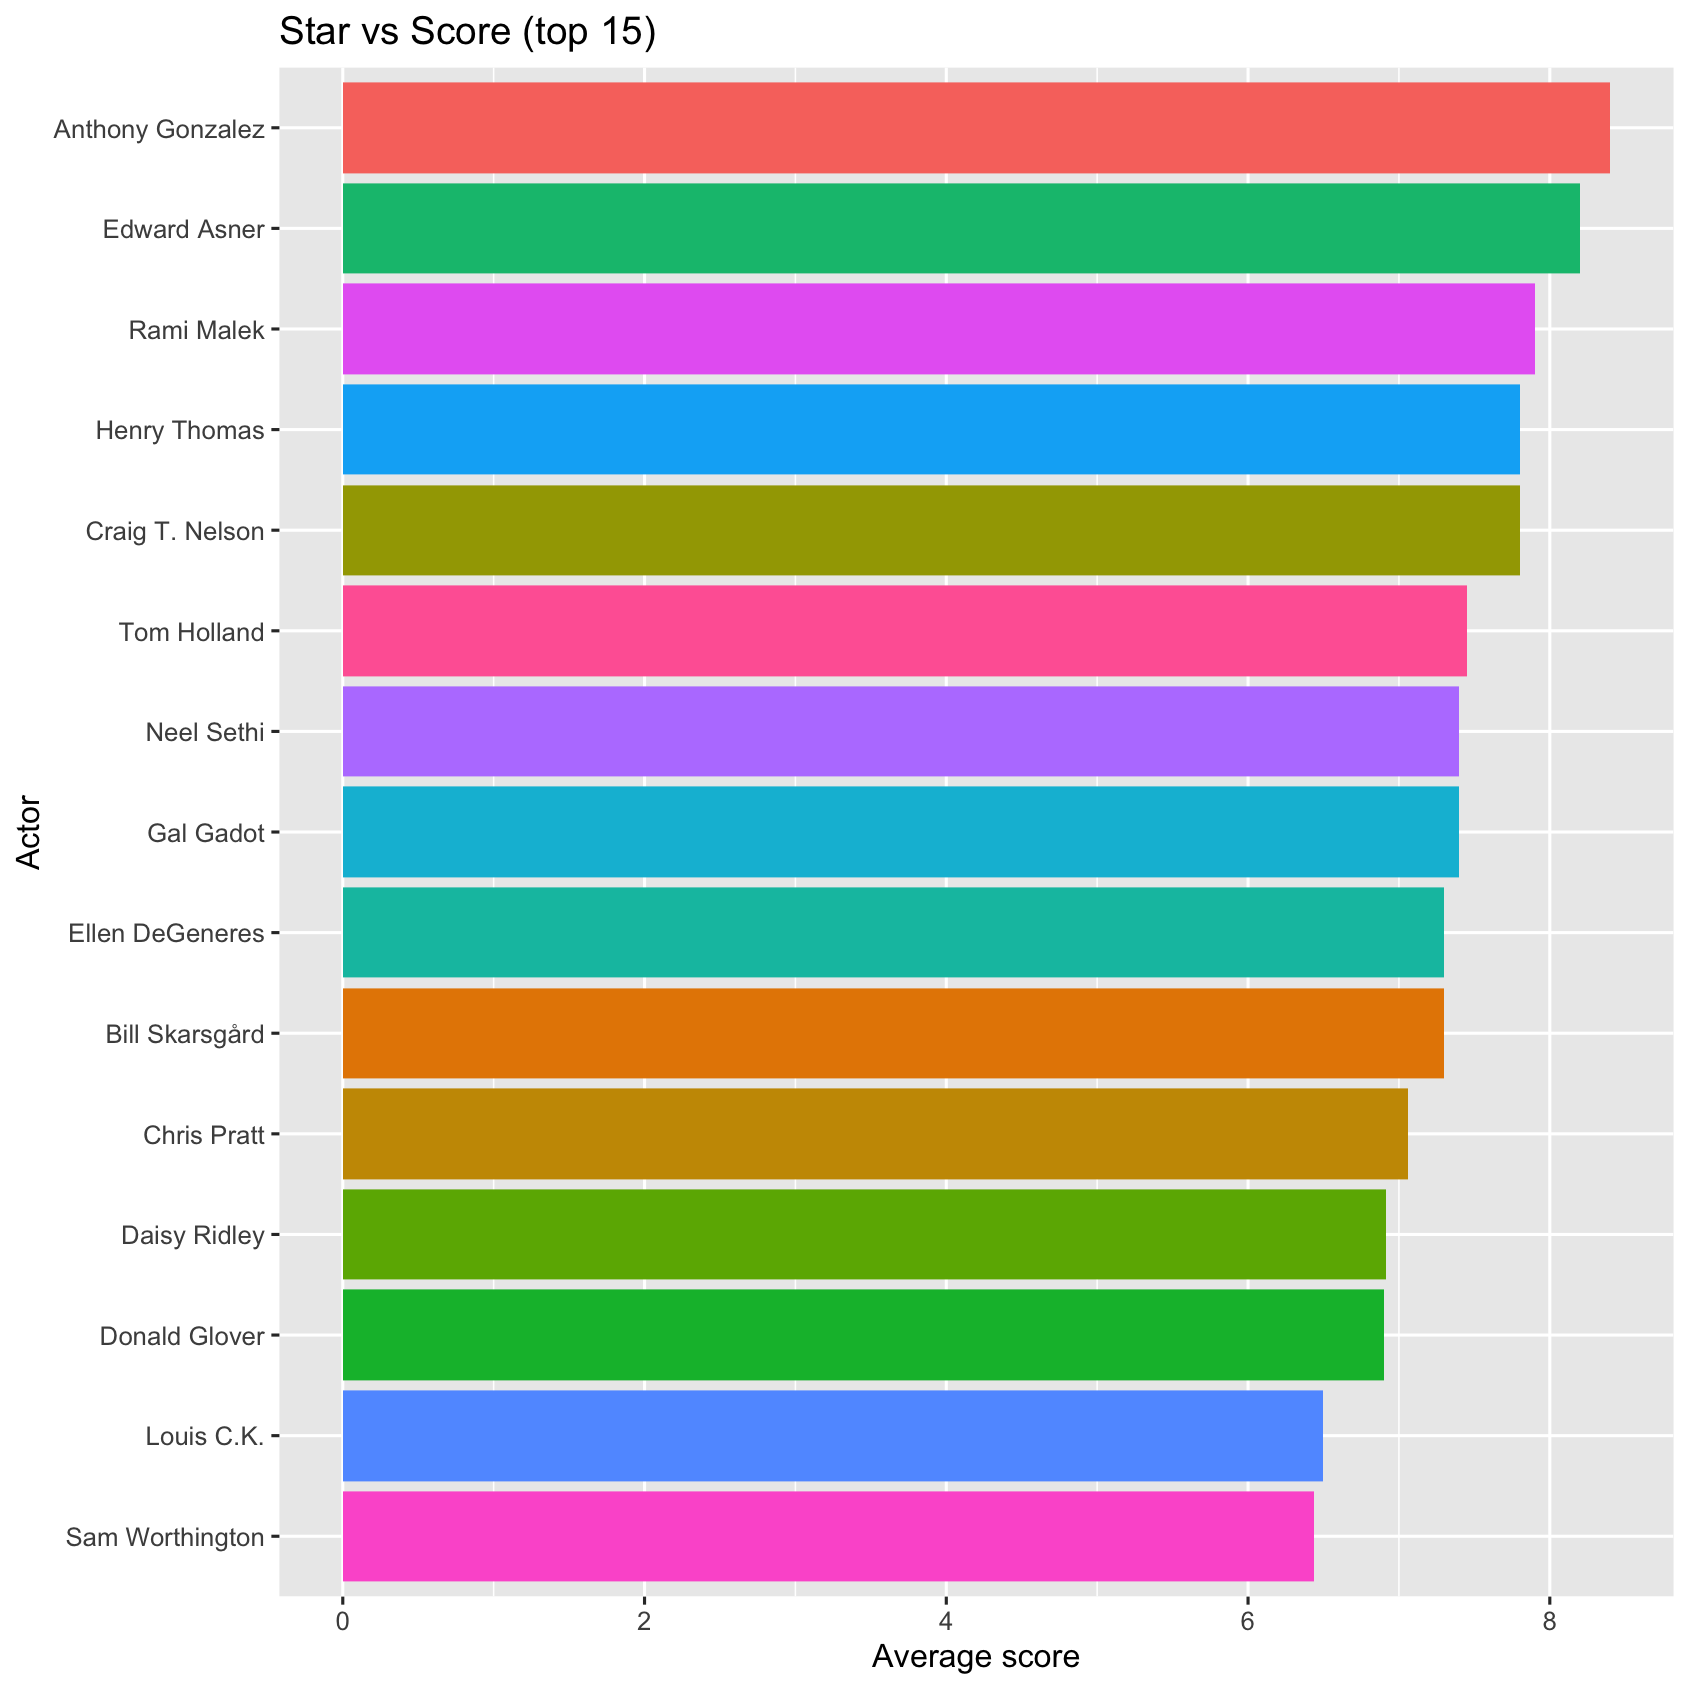 Star vs Score (top 15)
Actor
Anthony Gonzalez
Edward Asner
Rami Malek
Henry Thomas
Craig T. Nelson
Tom Holland
Neel Sethi
Gal Gadot
Ellen DeGeneres
Bill Skarsgård
Chris Pratt
Daisy Ridley
Donald Glover
Louis C.K.
Sam Worthington
0 2 4 6 8
Average score